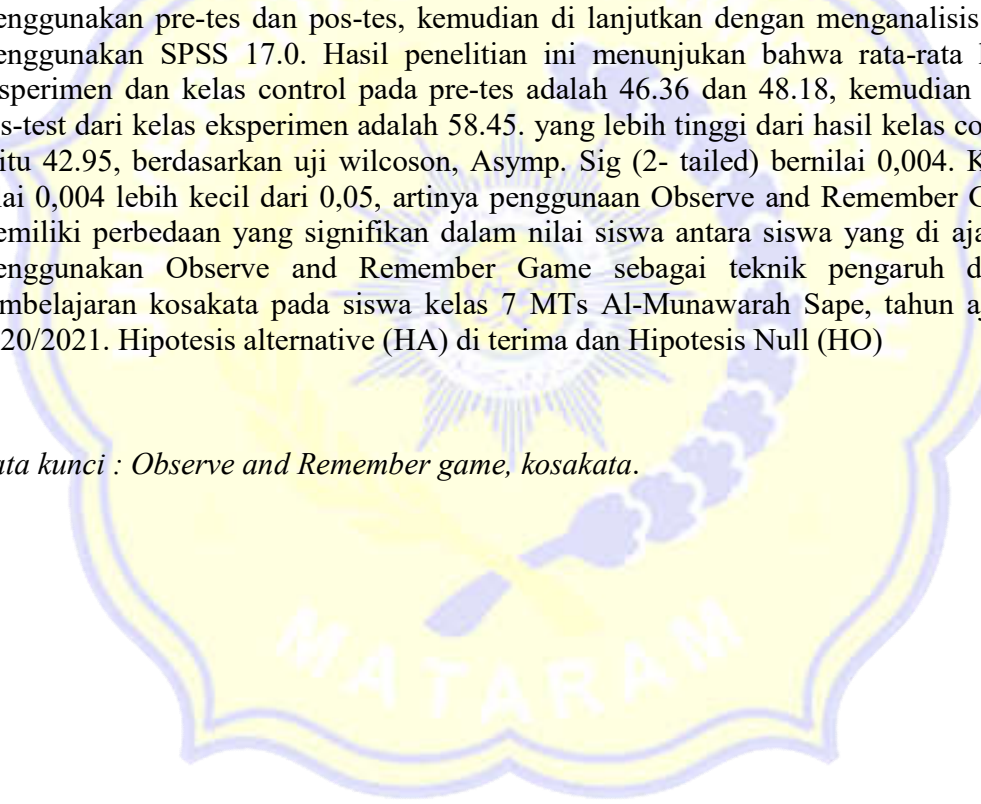 enggunakan pre-tes dan pos-tes, kemudian di lanjutkan dengan menganalisis
enggunakan SPSS 17.0. Hasil penelitian ini menunjukan bahwa rata-rata
sperimen dan kelas control pada pre-tes adalah 46.36 dan 48.18, kemudian
s-test dari kelas eksperimen adalah 58.45. yang lebih tinggi dari hasil kelas co
itu 42.95, berdasarkan uji wilcoson, Asymp. Sig (2- tailed) bernilai 0,004. K
lai 0,004 lebih kecil dari 0,05, artinya penggunaan Observe and Remember G
emiliki perbedaan yang signifikan dalam nilai siswa antara siswa yang di aja
enggunakan Observe and Remember Game sebagai teknik pengaruh d
mbelajaran kosakata pada siswa kelas 7 MTs Al-Munawarah Sape, tahun aj
20/2021. Hipotesis alternative (HA) di terima dan Hipotesis Null (HO)
ata kunci : Observe and Remember game, kosakata.
MATARAM